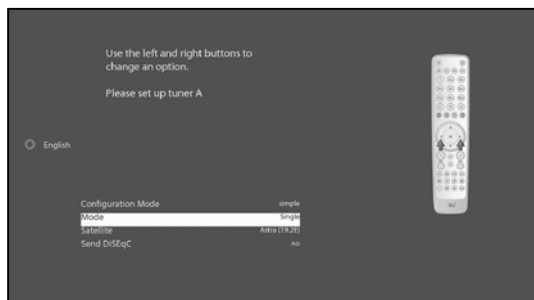 Use the left and right buttons to
change an option.
Please set up tuner A
English
Configuration Mode simple
Mode Single
Satellite Astra (19.2E)
Send DiSEqC no